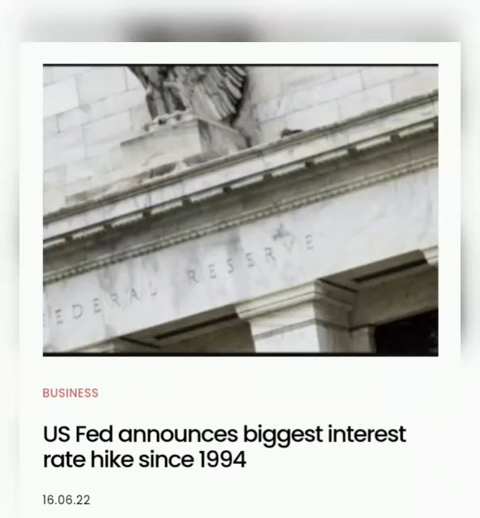 FEDERAL RESERVE
BUSINESS
US Fed announces biggest interest
rate hike since 1994
16.06.22